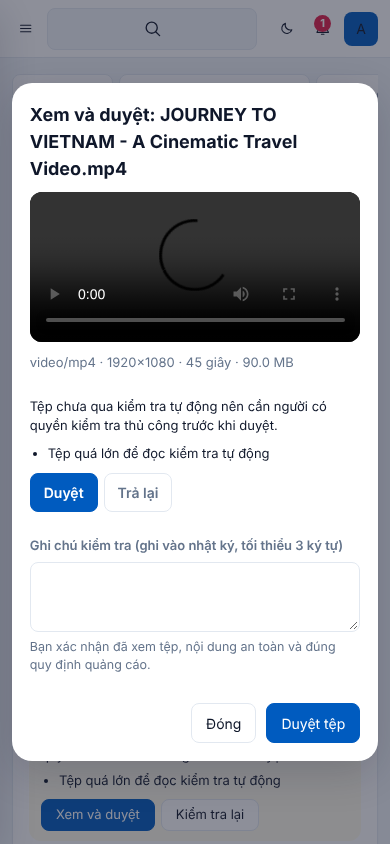 1
A
Xem và duyệt: JOURNEY TO
VIETNAM - A Cinematic Travel
Video.mp4
0:00
video/mp4 · 1920×1080 · 45 giây · 90.0 MB
Tệp chưa qua kiểm tra tự động nên cần người có
quyền kiểm tra thủ công trước khi duyệt.
• Tệp quá lớn để đọc kiểm tra tự động
Duyệt
Trả lại
Ghi chú kiểm tra (ghi vào nhật ký, tối thiểu 3 ký tự)
Bạn xác nhận đã xem tệp, nội dung an toàn và đúng
quy định quảng cáo.
Đóng
Duyệt tệp
• Tệp quá lớn để đọc kiểm tra tự động
Xem và duyệt
Kiểm tra lại